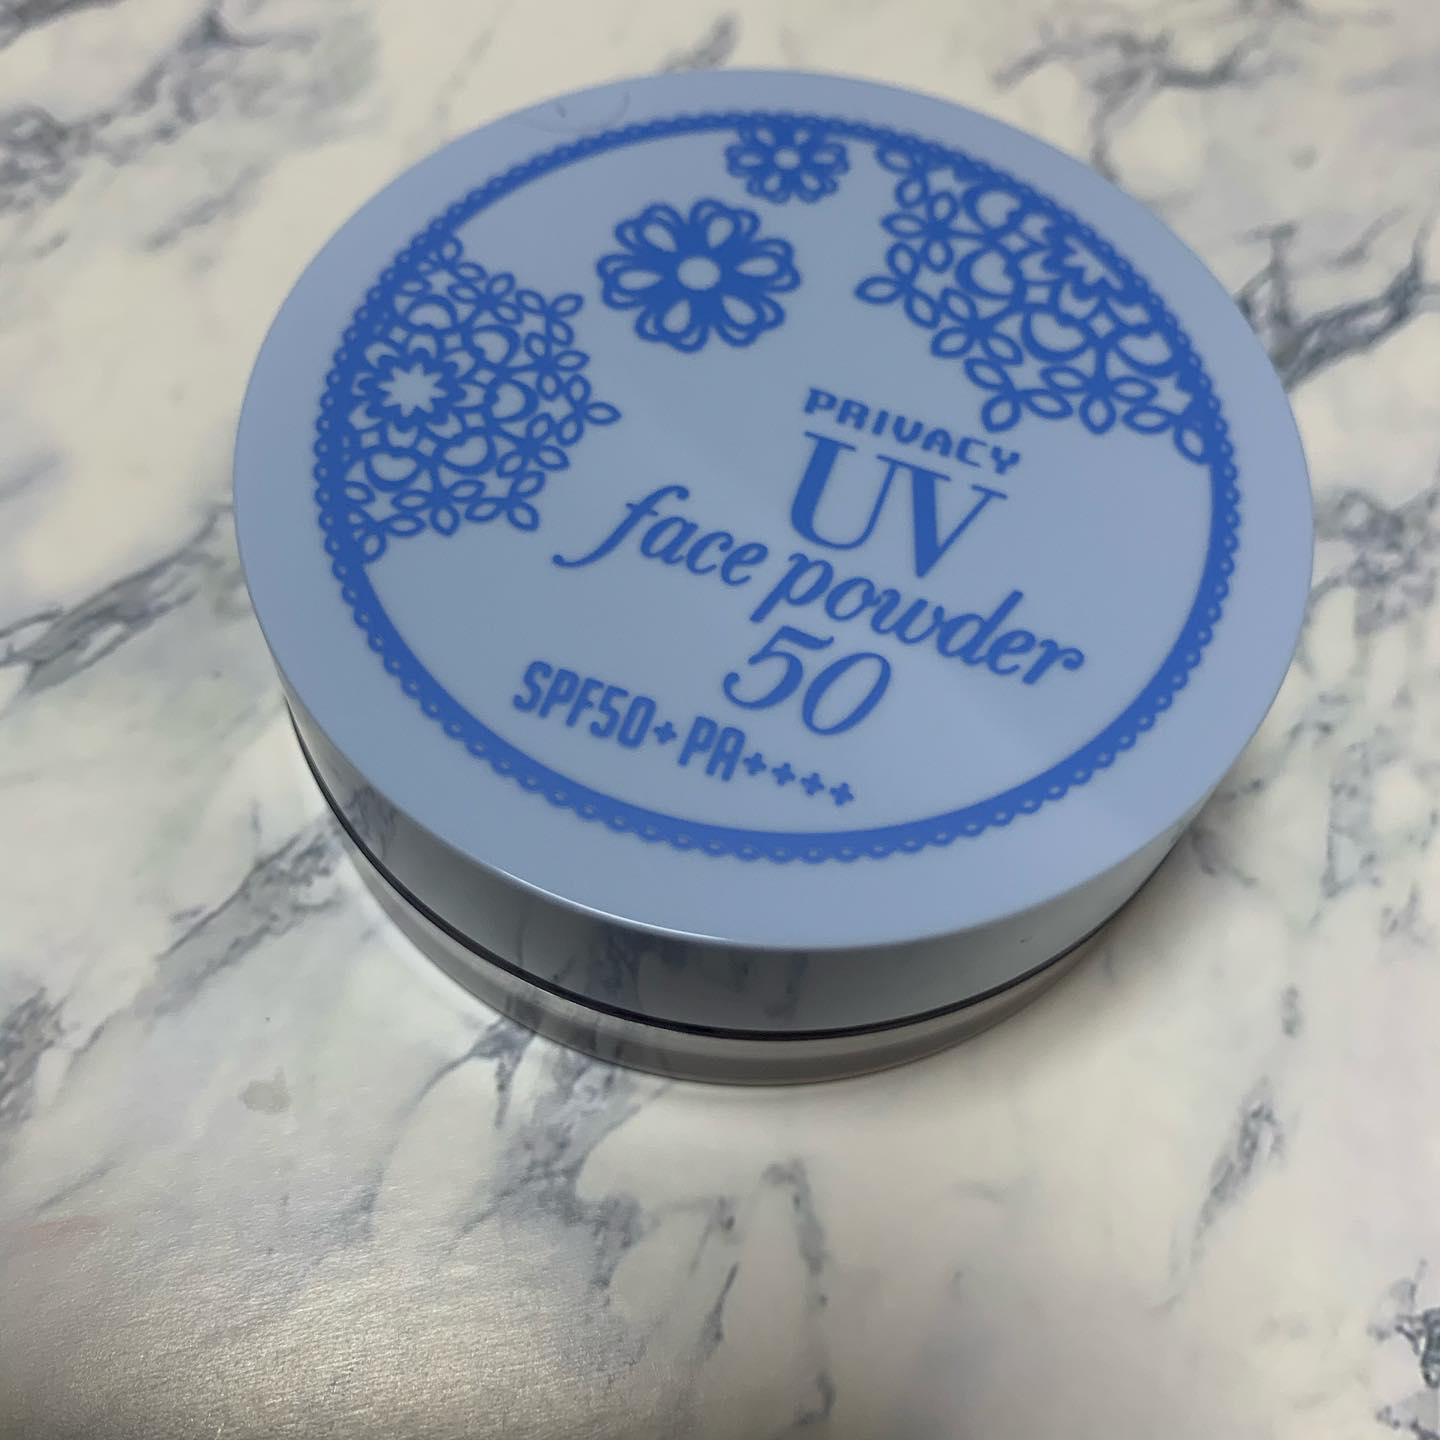 PRIVACY
UV
face powder
50
SPF50+ PA++++